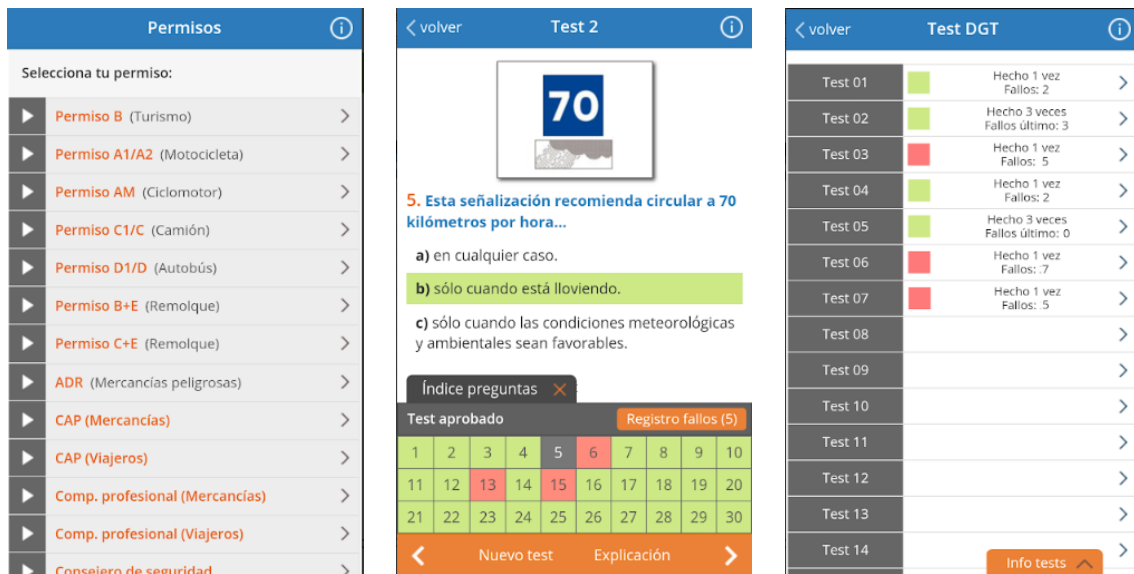 Permisos
Selecciona tu permiso:
Permiso B (Turismo)
Permiso A1/A2 (Motocicleta)
Permiso AM (Ciclomotor)
Permiso C1/C (Camión)
Permiso D1/D (Autobús)
Permiso B+E (Remolque)
Permiso C+E (Remolque)
ADR (Mercancías peligrosas)
CAP (Mercancías)
CAP (Viajeros)
Comp. profesional (Mercancías)
Comp. profesional (Viajeros)
Consejero de seguridad
volver
Test 2
70
5. Esta señalización recomienda circular a 70
kilómetros por hora...
a) en cualquier caso.
b) sólo cuando está lloviendo.
c) sólo cuando las condiciones meteorológicas
y ambientales sean favorables.
Índice preguntas
Test aprobado
Registro fallos (5)
1 2 3 4 5 6 7 8 9 10
11 12 13 14 15 16 17 18 19 20
21 22 23 24 25 26 27 28 29 30
Nuevo test
Explicación
volver
Test DGT
Test 01
Hecho 1 vez
Fallos: 2
Test 02
Hecho 3 veces
Fallos último: 3
Test 03
Hecho 1 vez
Fallos: 5
Test 04
Hecho 1 vez
Fallos: 2
Test 05
Hecho 3 veces
Fallos último: 0
Test 06
Hecho 1 vez
Fallos: 7
Test 07
Hecho 1 vez
Fallos: 5
Test 08
Test 09
Test 10
Test 11
Test 12
Test 13
Test 14
Info tests